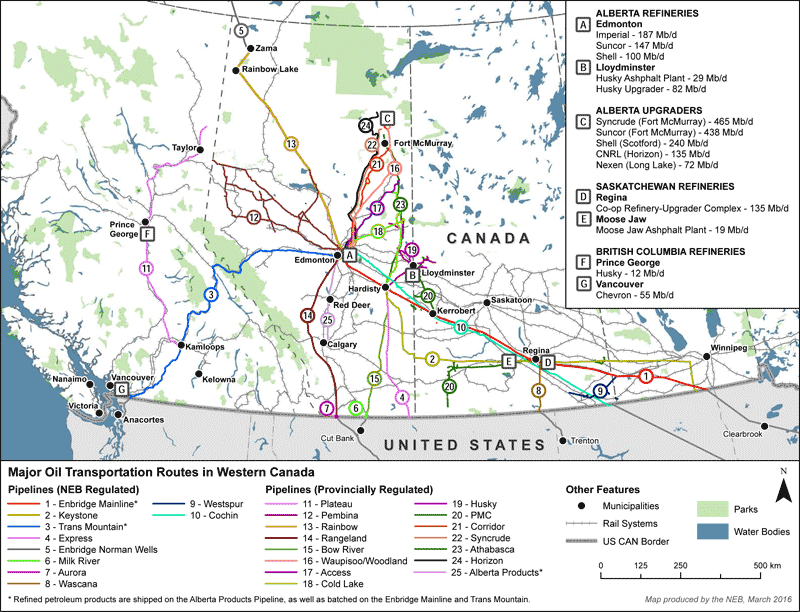 ALBERTA REFINERIES
A Edmonton
Imperial - 187 Mb/d
Suncor - 147 Mb/d
Shell - 100 Mb/d
B Lloydminster
Husky Ashphalt Plant - 29 Mb/d
Husky Upgrader - 82 Mb/d
ALBERTA UPGRADERS
C Syncrude (Fort McMurray) - 465 Mb/d
Suncor (Fort McMurray) - 438 Mb/d
Shell (Scotford) - 240 Mb/d
CNRL (Horizon) - 135 Mb/d
Nexen (Long Lake) - 72 Mb/d
SASKATCHEWAN REFINERIES
D Regina
Co-op Refinery-Upgrader Complex - 135 Mb/d
E Moose Jaw
Moose Jaw Ashphalt Plant - 19 Mb/d
BRITISH COLUMBIA REFINERIES
F Prince George
Husky - 12 Mb/d
G Vancouver
Chevron - 55 Mb/d
5
Zama
Rainbow Lake
13
24
C
22
Fort McMurray
21
16
Taylor
17
23
12
18
Prince
George
F
CANADA
19
Edmonton
A
11
Lloydminster
B
Hardisty
20
3
Red Deer
Saskatoon
14
25
Kerrobert
10
Kamloops
Calgary
2
Regina
E
D
Winnipeg
Nanaimo
Vancouver
G
Kelowna
15
20
8
9
1
Victoria
Anacortes
7
6
4
Cut Bank
UNITED STATES
Trenton
Clearbrook
Major Oil Transportation Routes in Western Canada
Pipelines (NEB Regulated)
1 - Enbridge Mainline*
2 - Keystone
3 - Trans Mountain*
4 - Express
5 - Enbridge Norman Wells
6 - Milk River
7 - Aurora
8 - Wascana
9 - Westspur
10 - Cochin
Pipelines (Provincially Regulated)
11 - Plateau
12 - Pembina
13 - Rainbow
14 - Rangeland
15 - Bow River
16 - Waupisoo/Woodland
17 - Access
18 - Cold Lake
19 - Husky
20 - PMC
21 - Corridor
22 - Syncrude
23 - Athabasca
24 - Horizon
25 - Alberta Products*
Other Features
Municipalities
Rail Systems
US CAN Border
Parks
Water Bodies
N
0 250 500 km
* Refined petroleum products are shipped on the Alberta Products Pipeline, as well as batched on the Enbridge Mainline and Trans Mountain.
Map produced by the NEB, March 2016